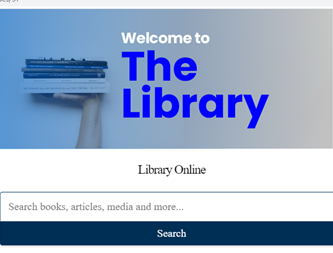 Welcome to
The
Library
Library Online
Search books, articles, media and more...
Search